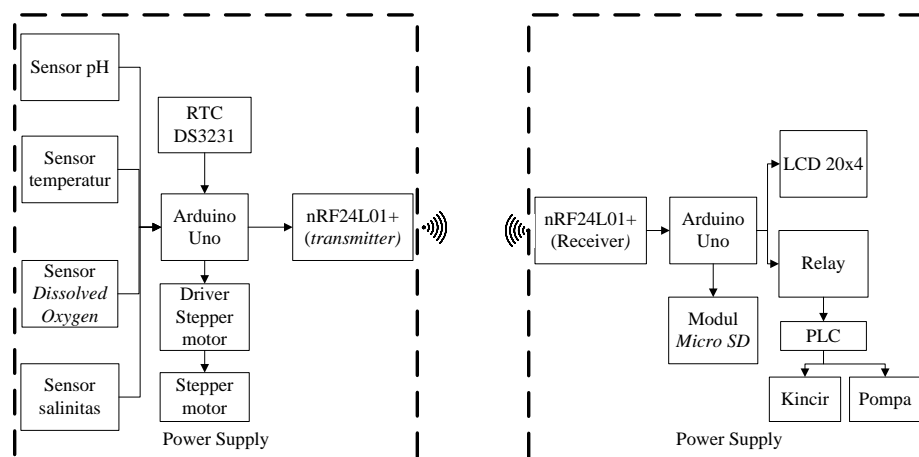 Sensor pH
Sensor
temperatur
Sensor
Dissolved
Oxygen
Sensor
salinitas
RTC
DS3231
Arduino
Uno
nRF24L01+
(transmitter)
Driver
Stepper
motor
Stepper
motor
Power Supply
nRF24L01+
(Receiver)
Arduino
Uno
Modul
Micro SD
LCD 20x4
Relay
PLC
Kincir
Pompa
Power Supply